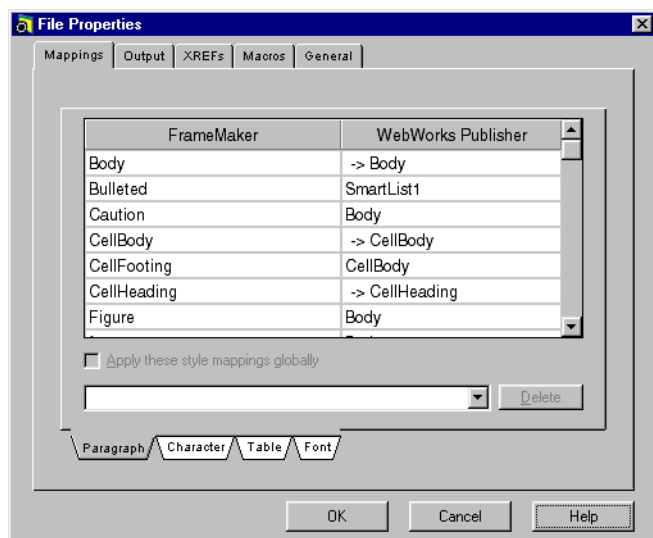 File Properties
Mappings Output XREFs Macros General
FrameMaker WebWorks Publisher
Body -> Body
Bulleted SmartList1
Caution Body
CellBody -> CellBody
CellFooting CellBody
CellHeading -> CellHeading
Figure Body
Apply these style mappings globally
Delete
Paragraph Character Table Font
OK Cancel Help